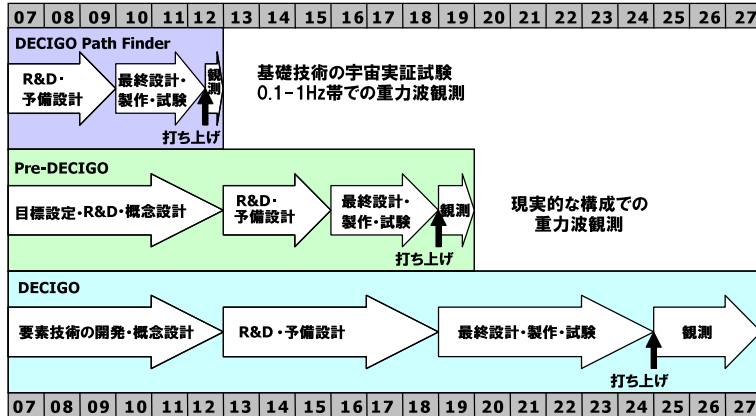 07 08 09 10 11 12 13 14 15 16 17 18 19 20 21 22 23 24 25 26 27
DECIGO Path Finder
R&D・
予備設計
最終設計・
製作・試験
観測
打ち上げ
基礎技術の宇宙実証試験
0.1-1Hz帯での重力波観測
Pre-DECIGO
目標設定・R&D・概念設計
R&D・
予備設計
最終設計・
製作・試験
観測
打ち上げ
現実的な構成での
重力波観測
DECIGO
要素技術の開発・概念設計
R&D・予備設計
最終設計・製作・試験
観測
打ち上げ
07 08 09 10 11 12 13 14 15 16 17 18 19 20 21 22 23 24 25 26 27